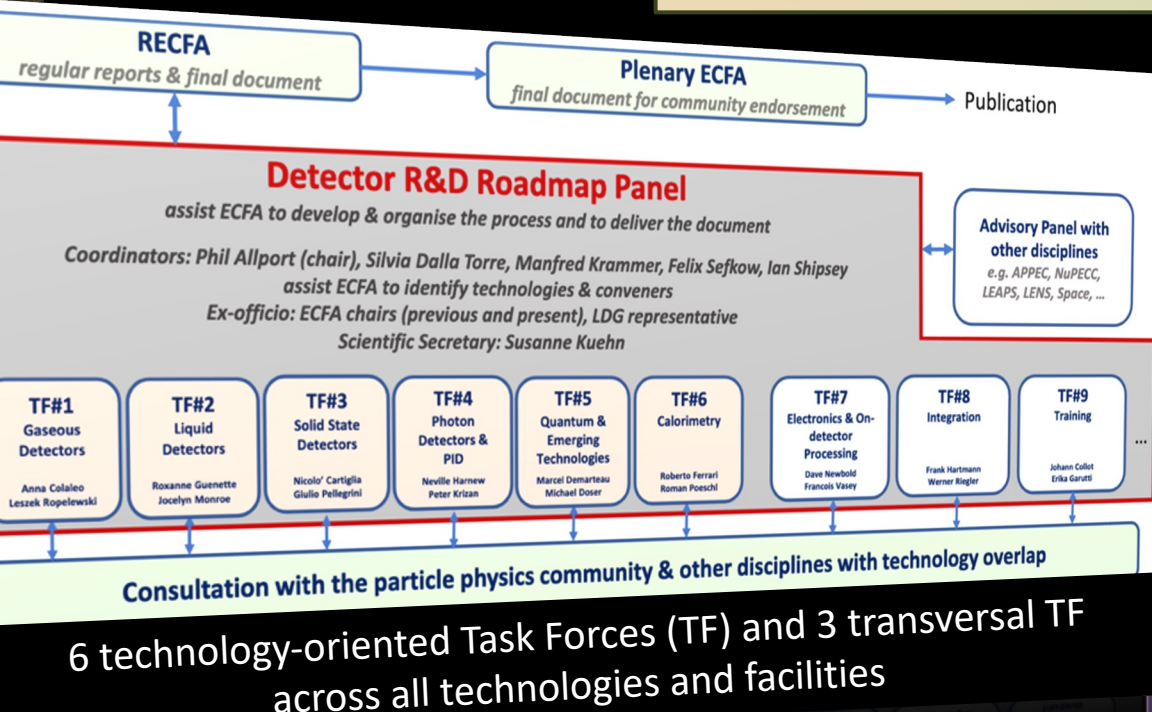 RECFA
regular reports & final document
Plenary ECFA
final document for community endorsement
Publication
Detector R&D Roadmap Panel
assist ECFA to develop & organise the process and to deliver the document
Coordinators: Phil Allport (chair), Silvia Dalla Torre, Manfred Krammer, Felix Sefkow, Ian Shipsey
assist ECFA to identify technologies & conveners
Ex-officio: ECFA chairs (previous and present), LDG representative
Scientific Secretary: Susanne Kuehn
Advisory Panel with
other disciplines
e.g. APPEC, NuPECC,
LEAPS, LENS, Space, ...
TF#1
Gaseous
Detectors
Anna Colaleo
Leszek Ropelewski
TF#2
Liquid
Detectors
Roxanne Guenette
Jocelyn Monroe
TF#3
Solid State
Detectors
Nicolo' Cartiglia
Giulio Pellegrini
TF#4
Photon
Detectors &
PID
Neville Harnew
Peter Krizan
TF#5
Quantum &
Emerging
Technologies
Marcel Demarteau
Michael Doser
TF#6
Calorimetry
Roberto Ferrari
Roman Poeschl
TF#7
Electronics & On-
detector
Processing
Dave Newbold
Francois Vasey
TF#8
Integration
Frank Hartmann
Werner Riegler
TF#9
Training
Johann Collot
Erika Garutti
...
Consultation with the particle physics community & other disciplines with technology overlap
6 technology-oriented Task Forces (TF) and 3 transversal TF
across all technologies and facilities